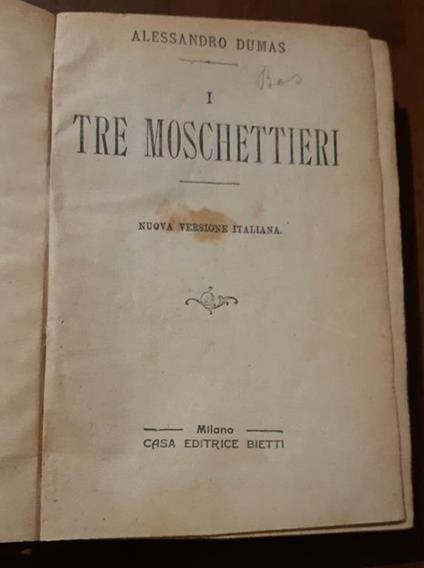 ALESSANDRO DUMAS
I
TRE MOSCHETTIERI
NUOVA VERSIONE ITALIANA.
Milano
CASA EDITRICE BIETTI